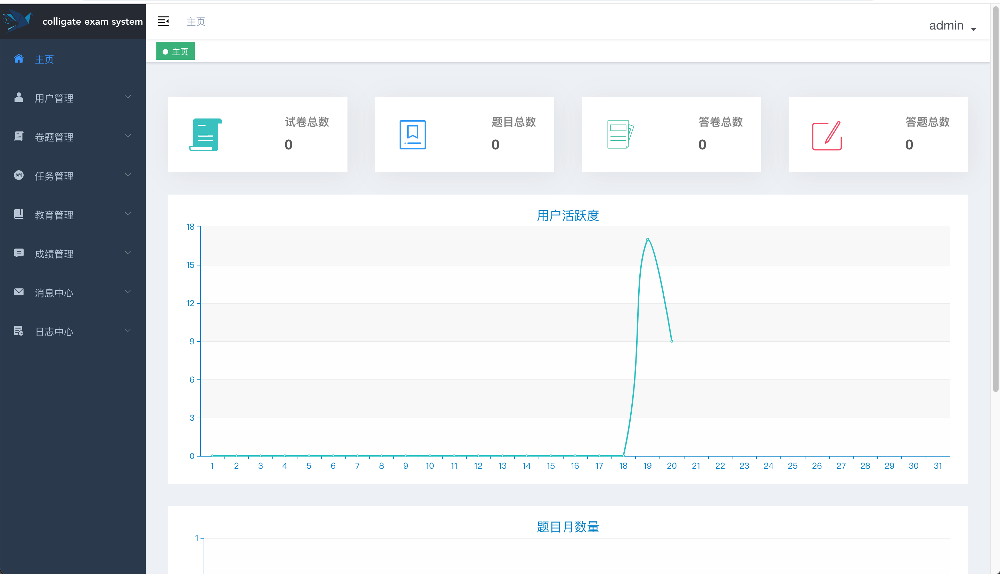 colligate exam system
主页
admin
主页
主页
用户管理
卷题管理
任务管理
教育管理
成绩管理
消息中心
日志中心
试卷总数
0
题目总数
0
答卷总数
0
答题总数
0
用户活跃度
18
15
12
9
6
3
0
1 2 3 4 5 6 7 8 9 10 11 12 13 14 15 16 17 18 19 20 21 22 23 24 25 26 27 28 29 30 31
题目月数量
1